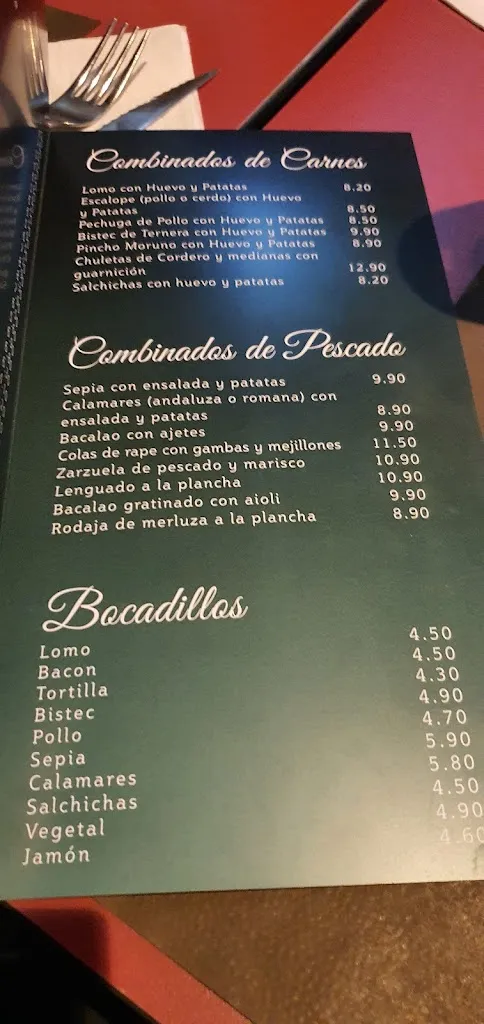 Combinados de Carnes
Lomo con Huevo y Patatas 8.20
Escalope (pollo o cerdo) con Huevo
y Patatas 8.50
Pechuga de Pollo con Huevo y Patatas 8.50
Bistec de Ternera con Huevo y Patatas 9.90
Pincho Moruno con Huevo y Patatas 8.90
Chuletas de Cordero y medianas con
guarnición 12.90
Salchichas con huevo y patatas 8.20
Combinados de Pescado
Sepia con ensalada y patatas 9.90
Calamares (andaluza o romana) con
ensalada y patatas 8.90
Bacalao con ajetes 9.90
Colas de rape con gambas y mejillones 11.50
Zarzuela de pescado y marisco 10.90
Lenguado a la plancha 10.90
Bacalao gratinado con aioli 9.90
Rodaja de merluza a la plancha 8.90
Bocadillos
Lomo 4.50
Bacon 4.50
Tortilla 4.30
Bistec 4.90
Pollo 4.70
Sepia 5.90
Calamares 5.80
Salchichas 4.50
Vegetal 4.90
Jamón 4.60